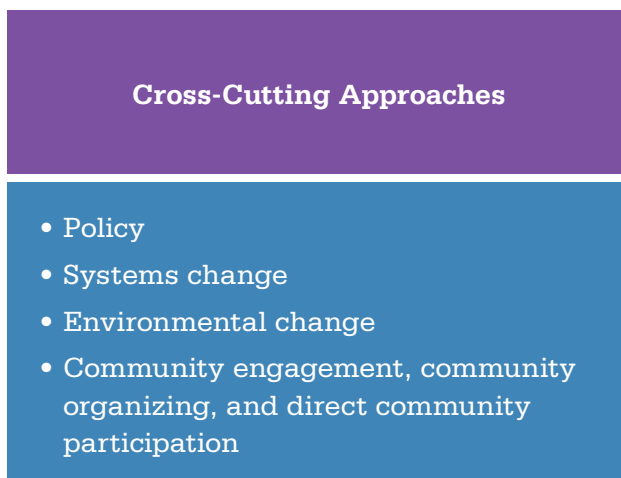 Cross-Cutting Approaches
• Policy
• Systems change
• Environmental change
• Community engagement, community
organizing, and direct community
participation